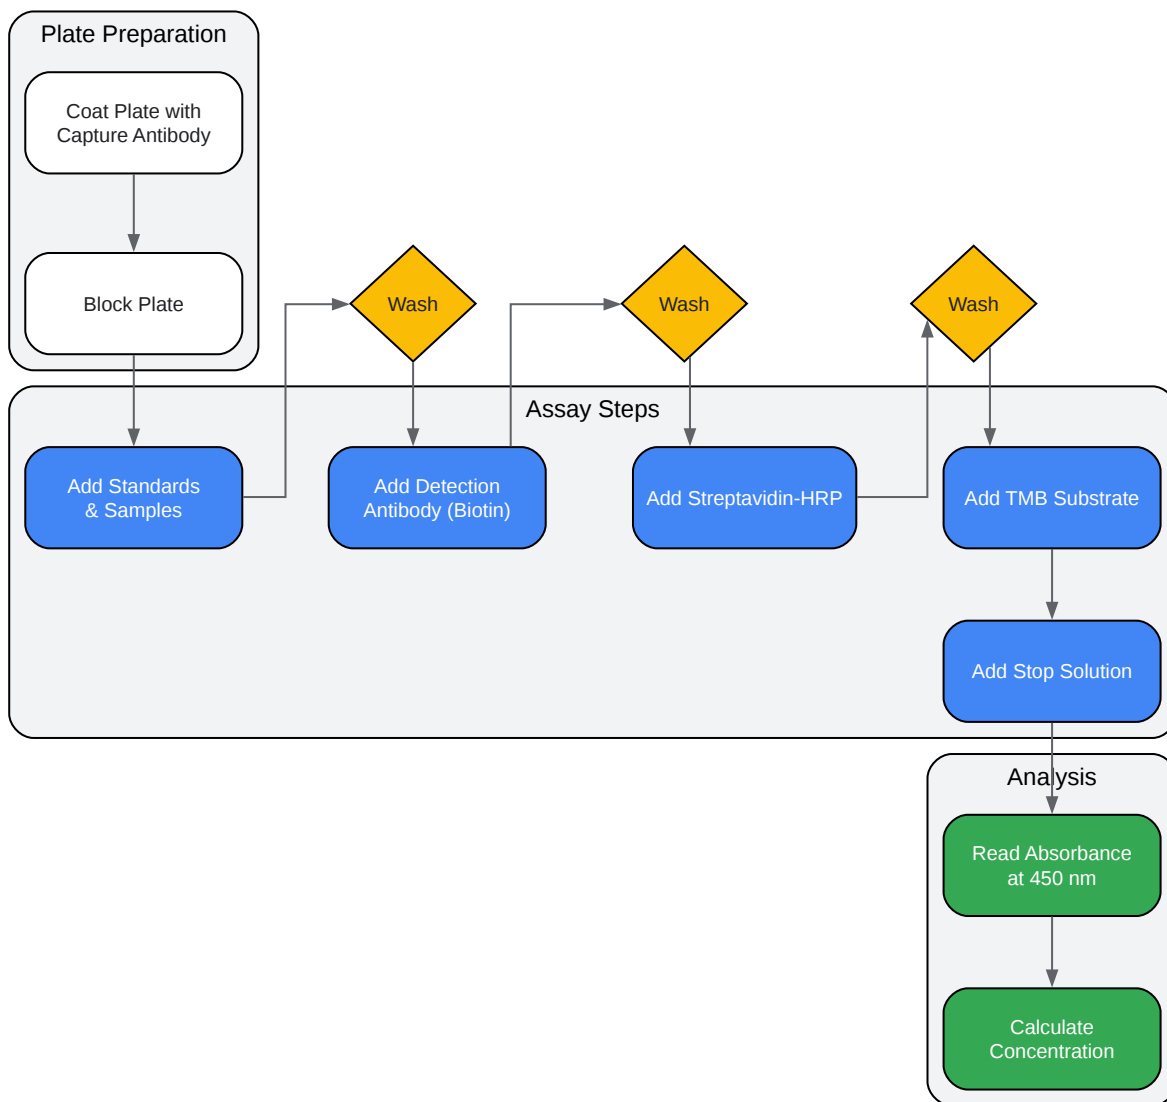 Plate Preparation
Coat Plate with
Capture Antibody
Block Plate
Wash
Wash
Wash
Assay Steps
Add Standards
& Samples
Add Detection
Antibody (Biotin)
Add Streptavidin-HRP
Add TMB Substrate
Add Stop Solution
Analysis
Read Absorbance
at 450 nm
Calculate
Concentration